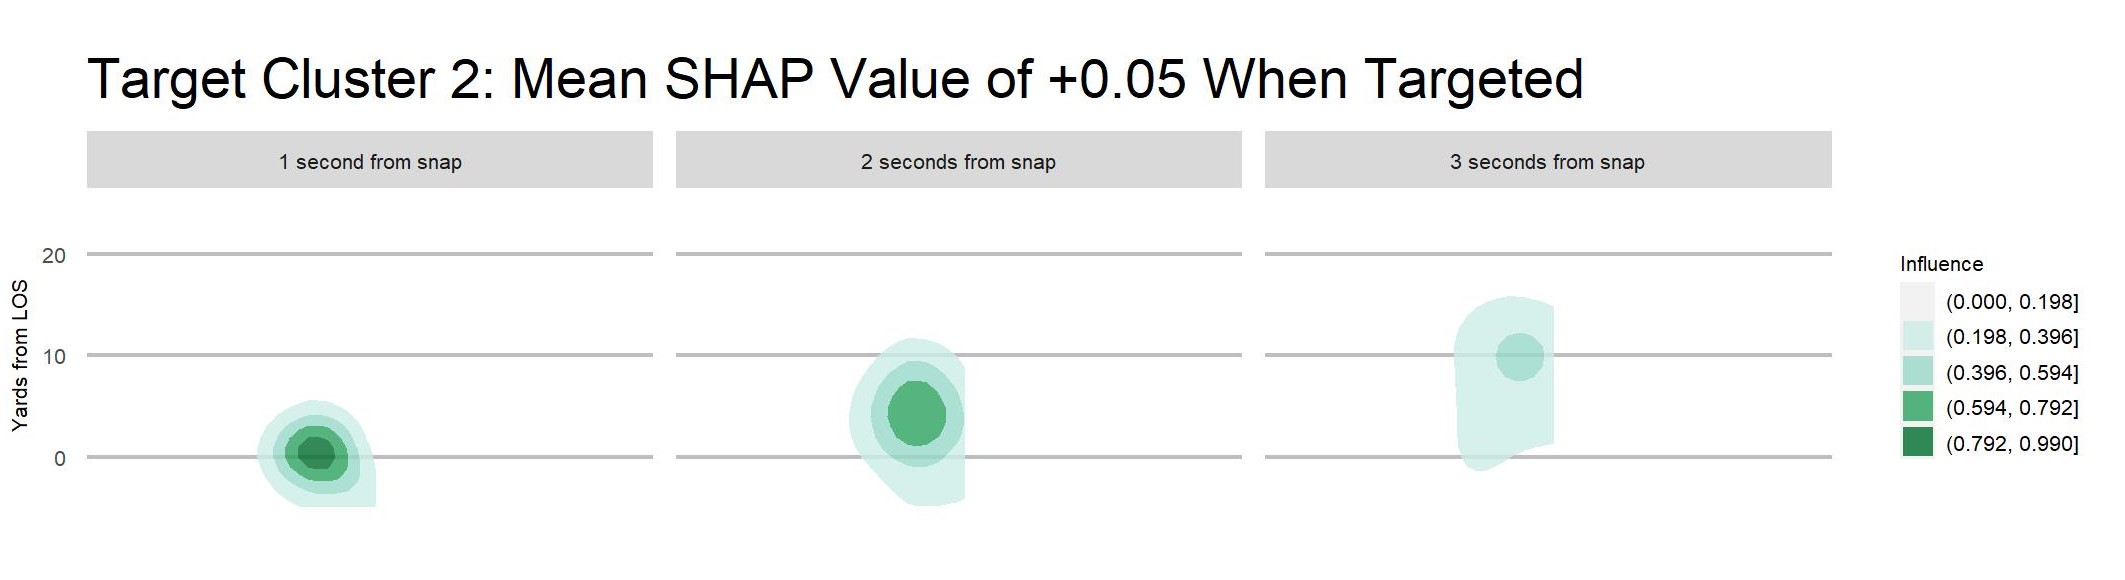 Target Cluster 2: Mean SHAP Value of +0.05 When Targeted
1 second from snap
2 seconds from snap
3 seconds from snap
20
10
0
Yards from LOS
Influence
(0.000, 0.198]
(0.198, 0.396]
(0.396, 0.594]
(0.594, 0.792]
(0.792, 0.990]